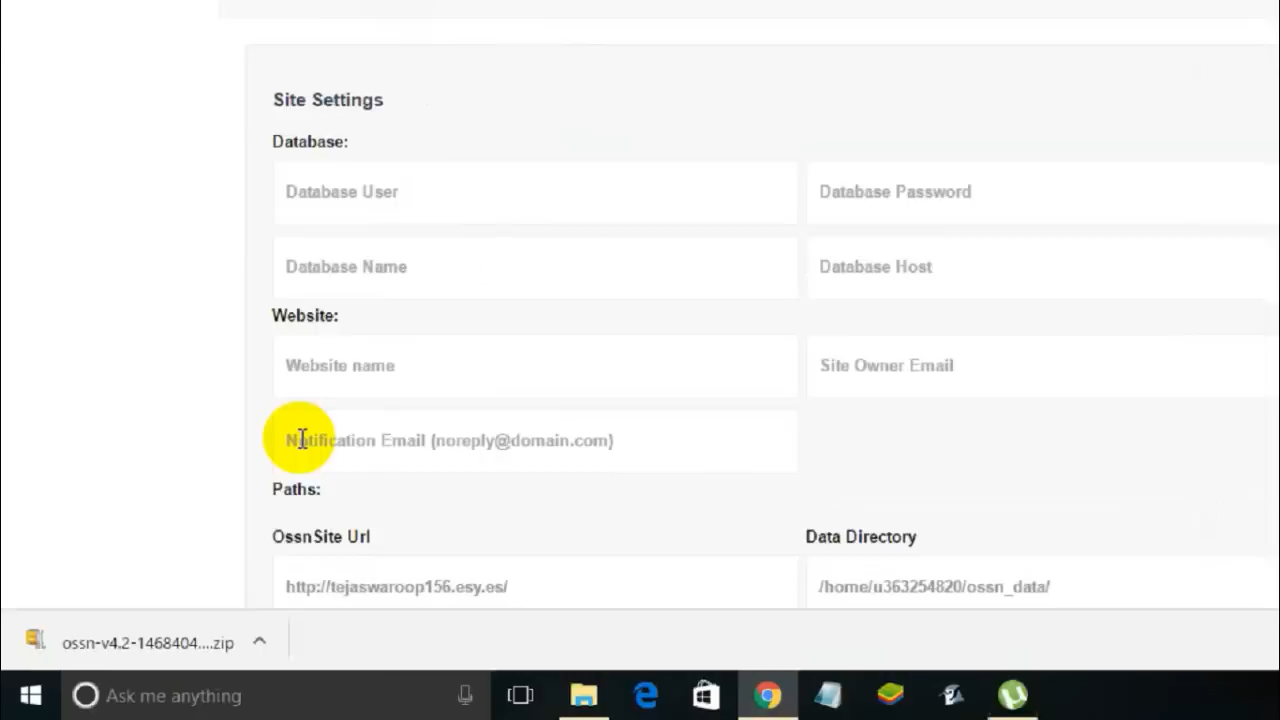 Site Settings
Database:
Database User
Database Password
Database Name
Database Host
Website:
Website name
Site Owner Email
Notification Email (noreply@domain.com)
Paths:
OssnSite Url
Data Directory
http://tejaswaroop156.esy.es/
/home/u363254820/ossn_data/
ossn-v4.2-1468404....zip
Ask me anything